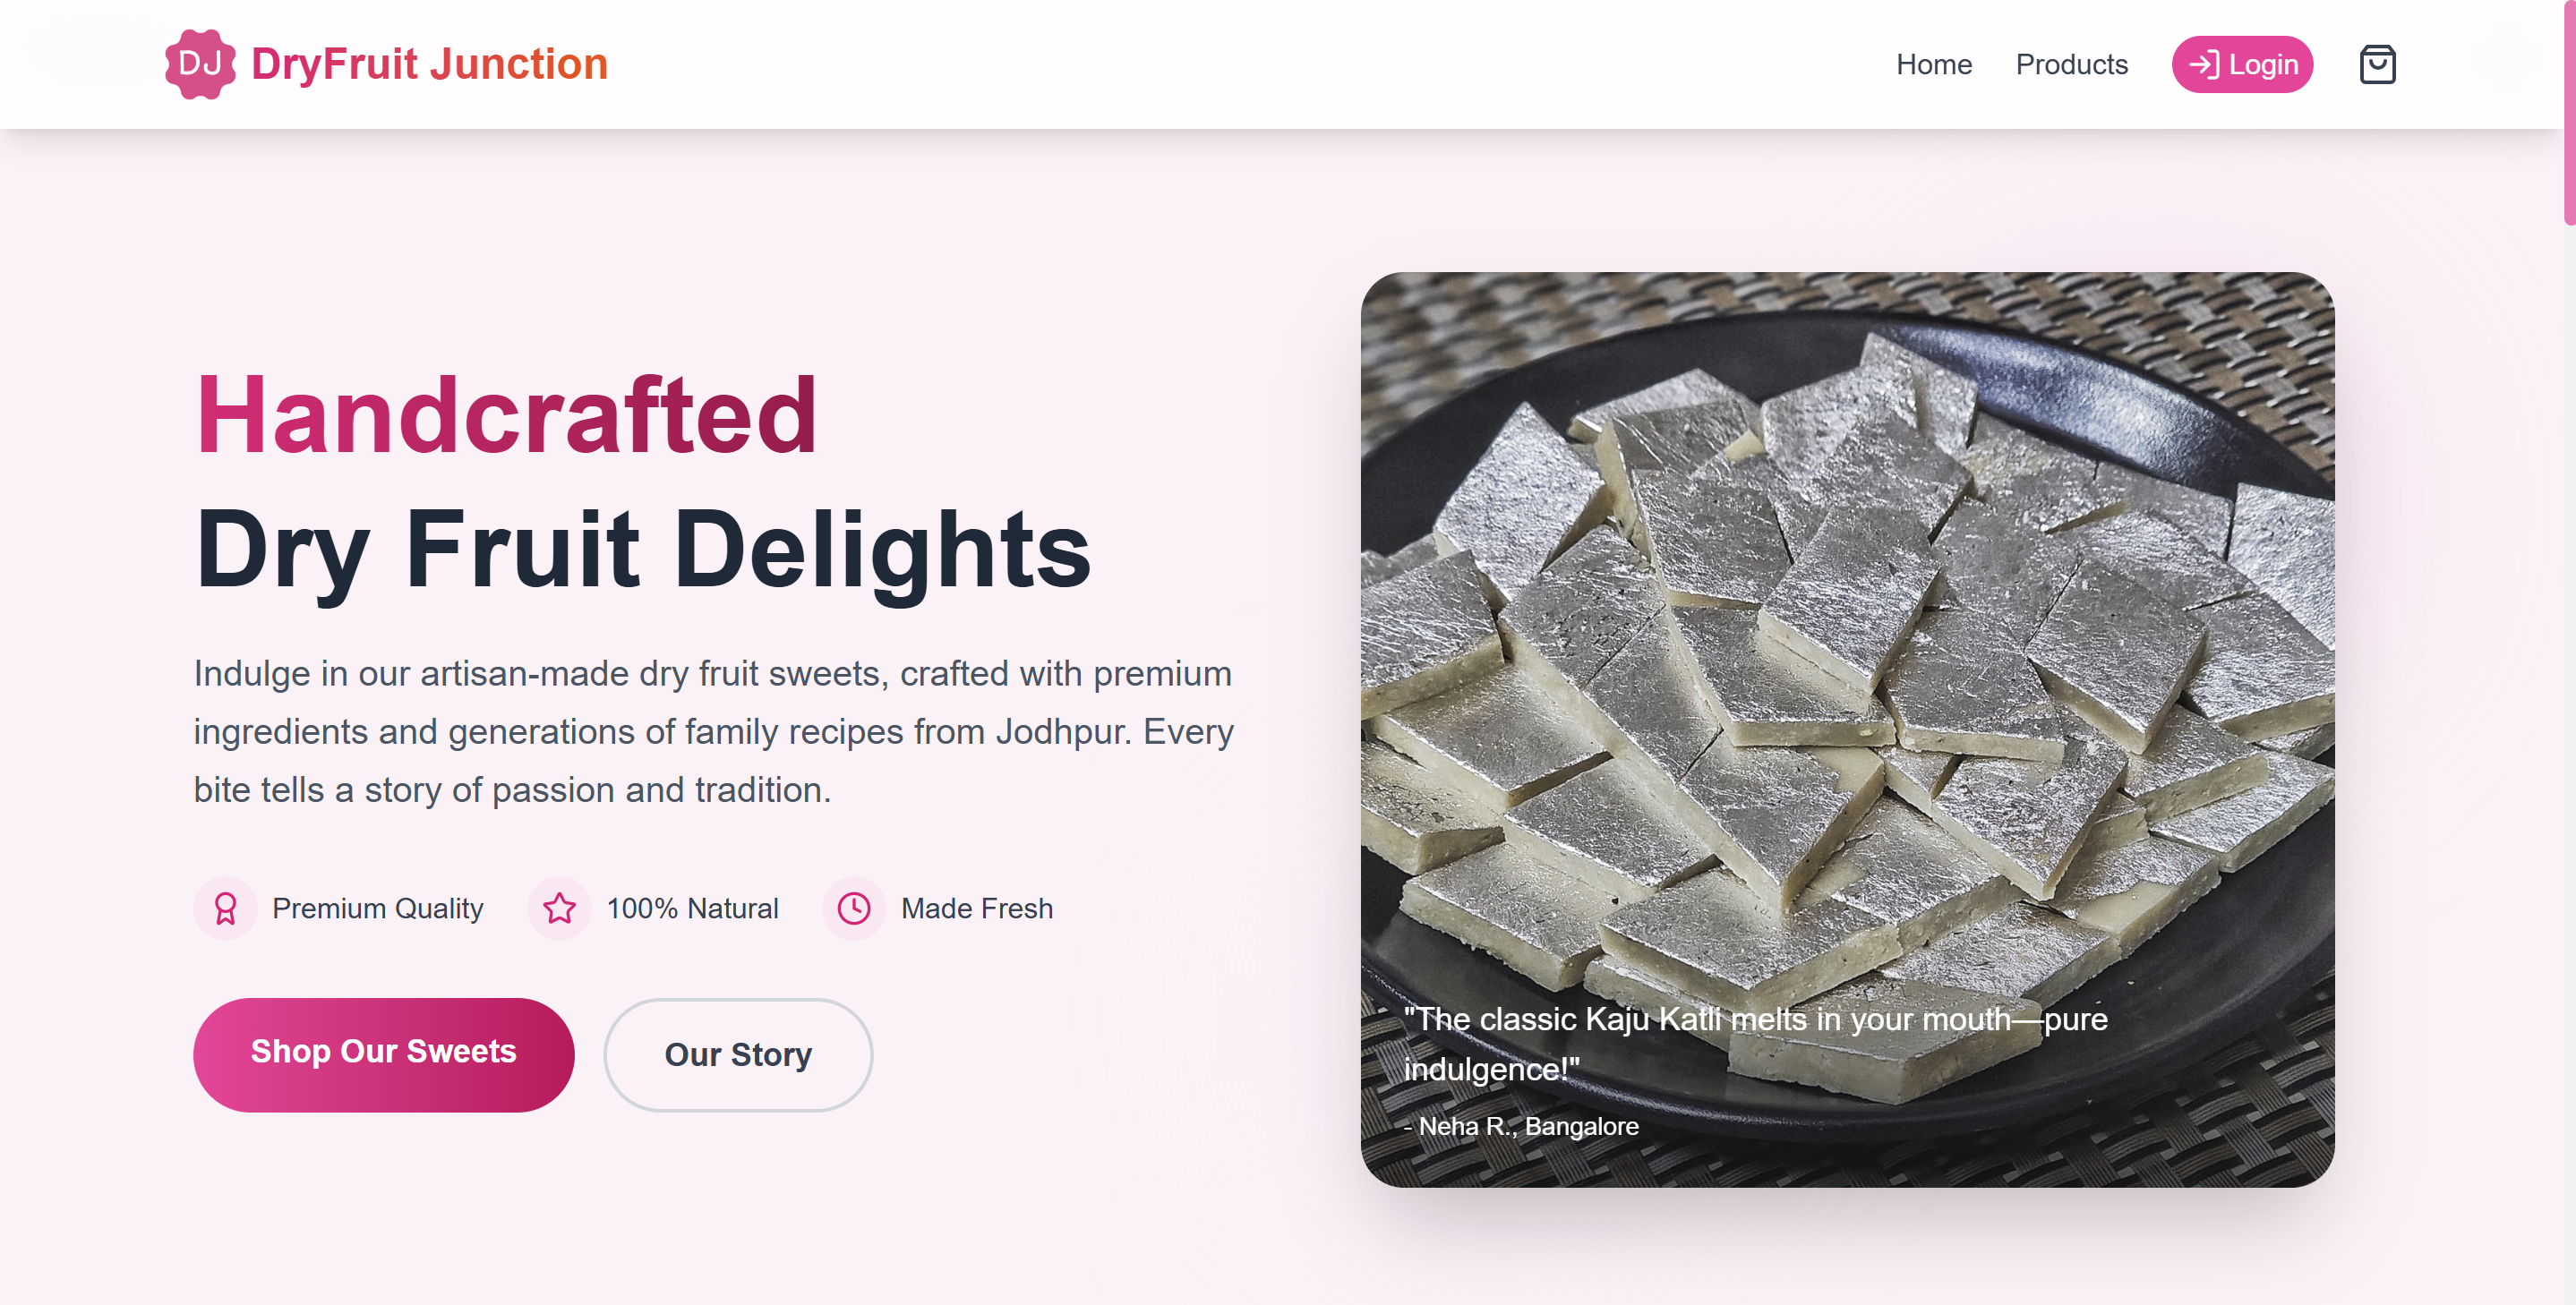 DJ DryFruit Junction
Home Products Login
Handcrafted
Dry Fruit Delights
Indulge in our artisan-made dry fruit sweets, crafted with premium
ingredients and generations of family recipes from Jodhpur. Every
bite tells a story of passion and tradition.
Premium Quality 100% Natural Made Fresh
Shop Our Sweets Our Story
"The classic Kaju Katli melts in your mouth—pure
indulgence!"
- Neha R., Bangalore